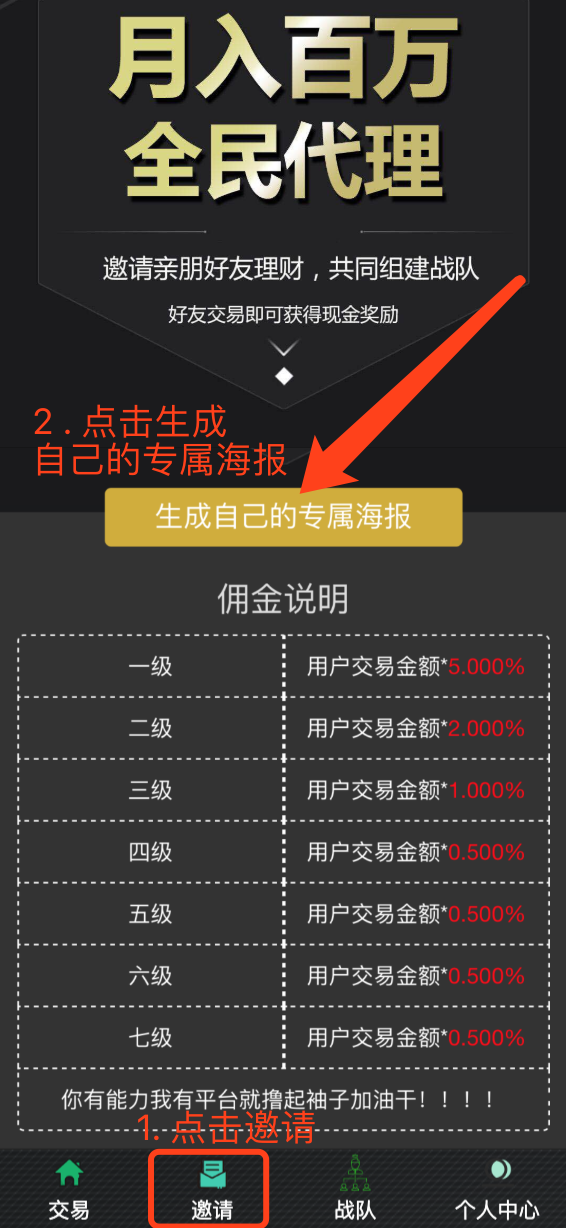 月入百万
全民代理
邀请亲朋好友理财，共同组建战队
好友交易即可获得现金奖励
2 . 点击生成
自己的专属海报
生成自己的专属海报
佣金说明
一级 用户交易金额*5.000%
二级 用户交易金额*2.000%
三级 用户交易金额*1.000%
四级 用户交易金额*0.500%
五级 用户交易金额*0.500%
六级 用户交易金额*0.500%
七级 用户交易金额*0.500%
你有能力我有平台就撸起袖子加油干！！！！
1. 点击邀请
交易 邀请 战队 个人中心